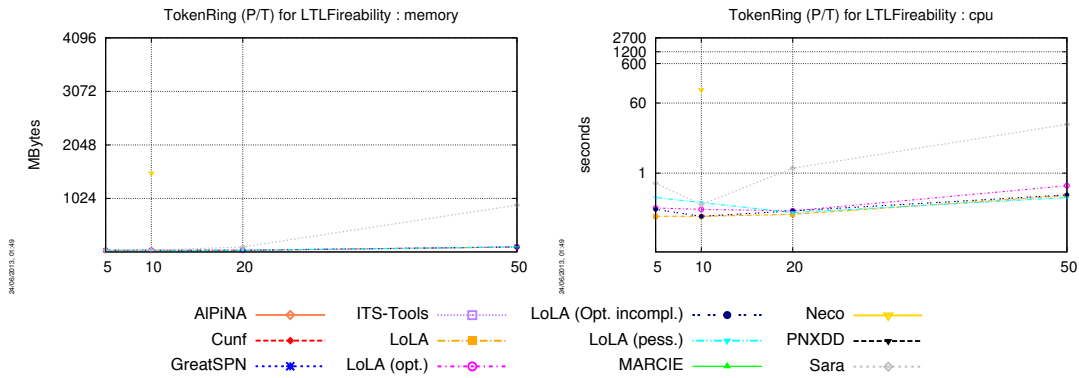 TokenRing (P/T) for LTLFireability : memory
4096
3072
2048
1024
MBytes
5 10 20 50
24/06/2013, 01:49
TokenRing (P/T) for LTLFireability : cpu
2700
1200
600
60
1
seconds
5 10 20 50
24/06/2013, 01:49
AlPiNA ITS-Tools LoLA (Opt. incompl.) Neco
Cunf LoLA LoLA (pess.) PNXDD
GreatSPN LoLA (opt.) MARCIE Sara